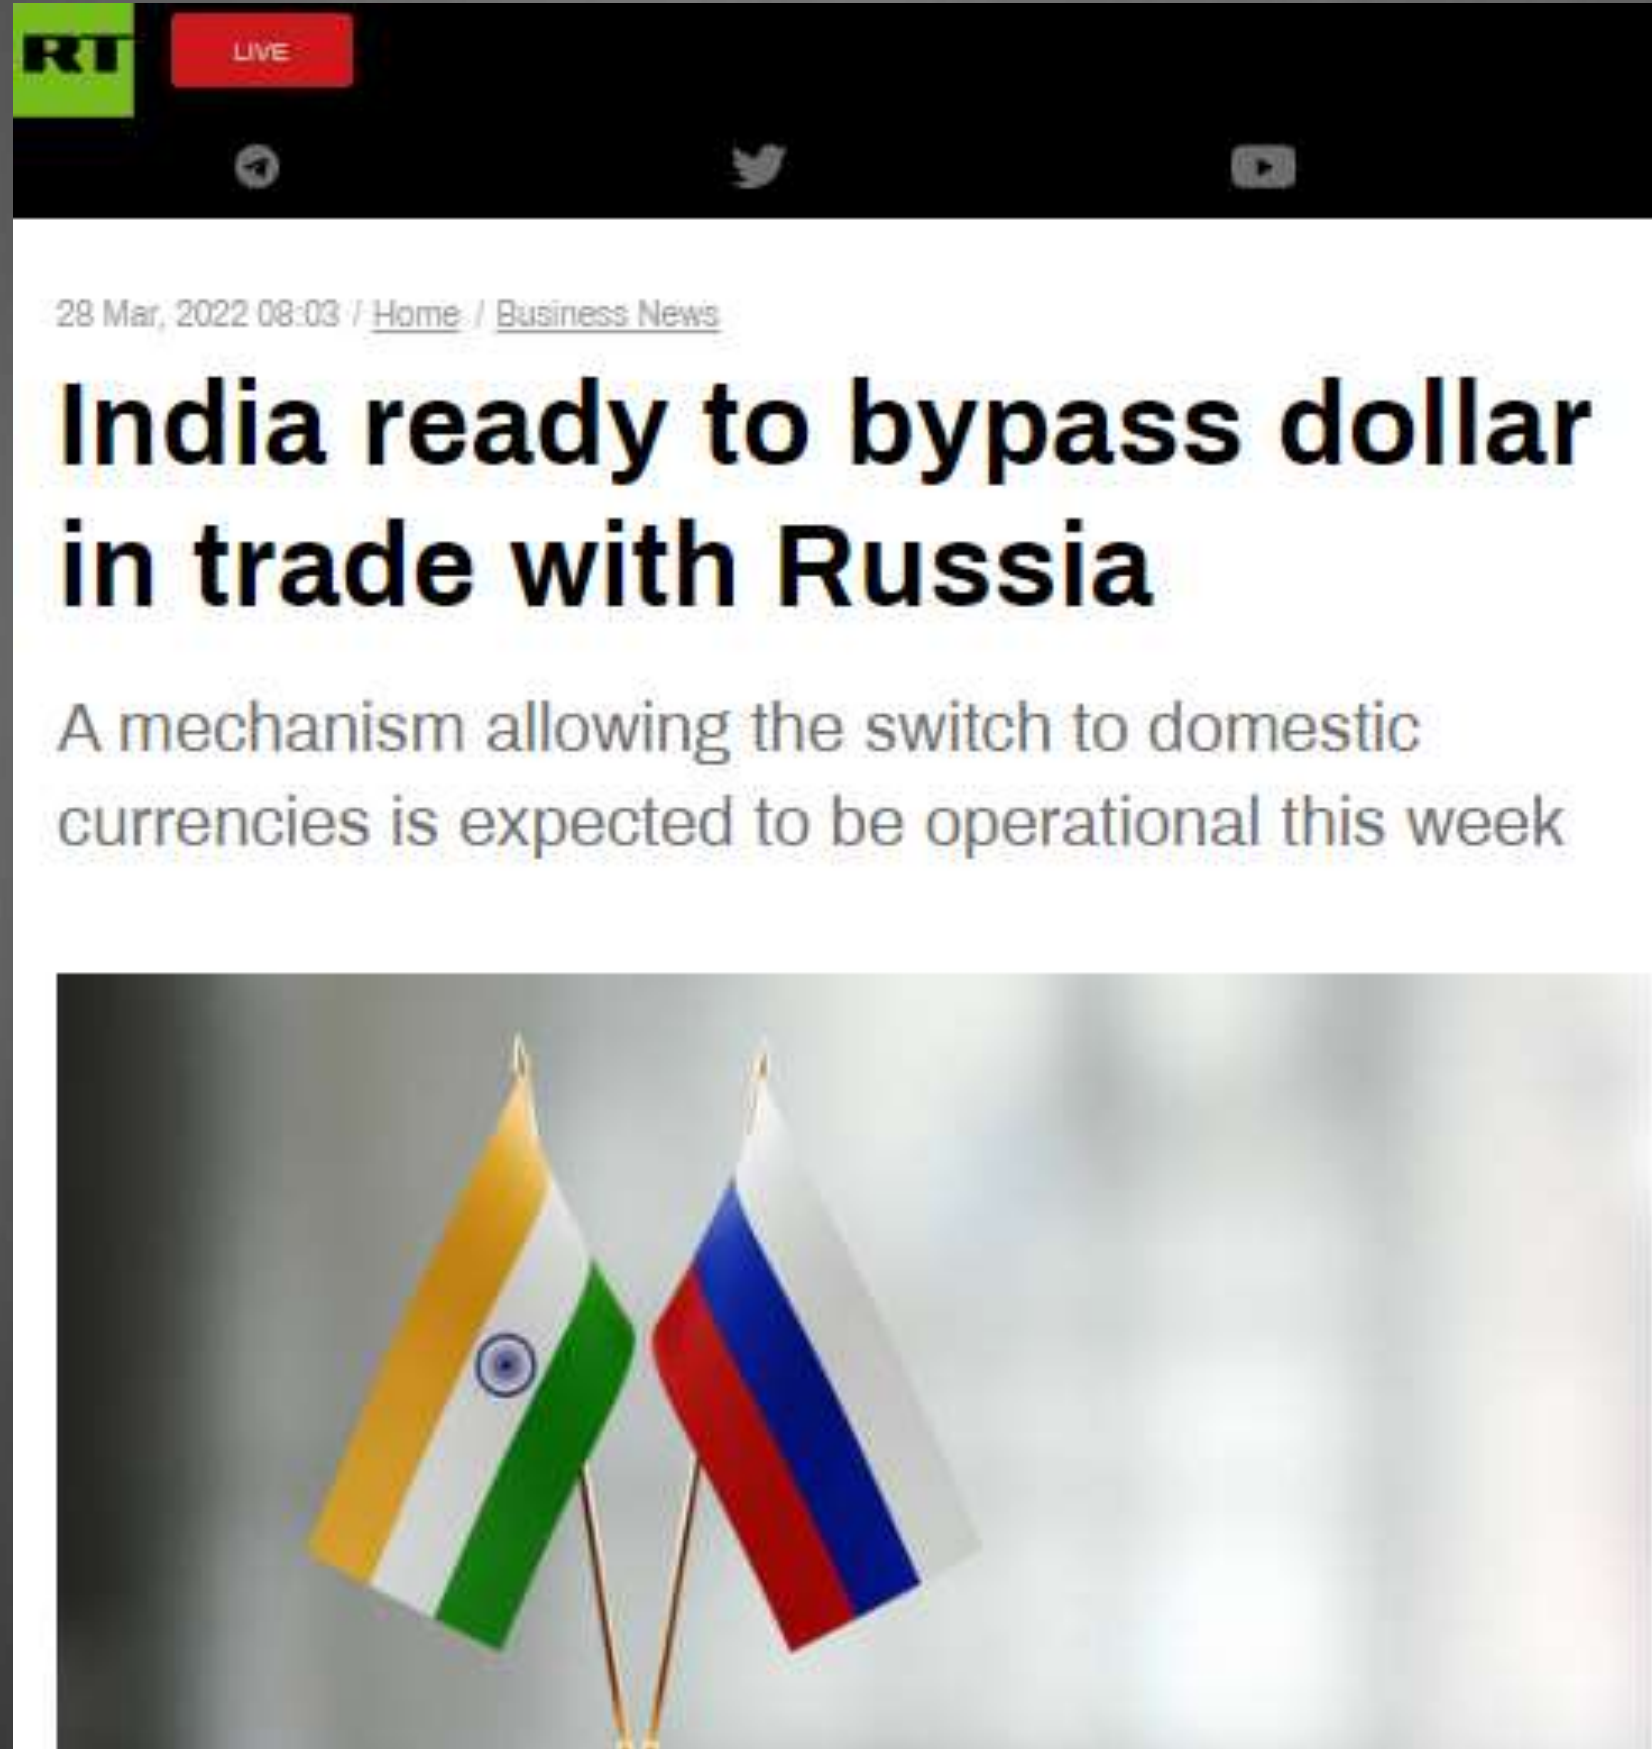 RT
LIVE
28 Mar, 2022 08:03 / Home / Business News
India ready to bypass dollar
in trade with Russia
A mechanism allowing the switch to domestic
currencies is expected to be operational this week